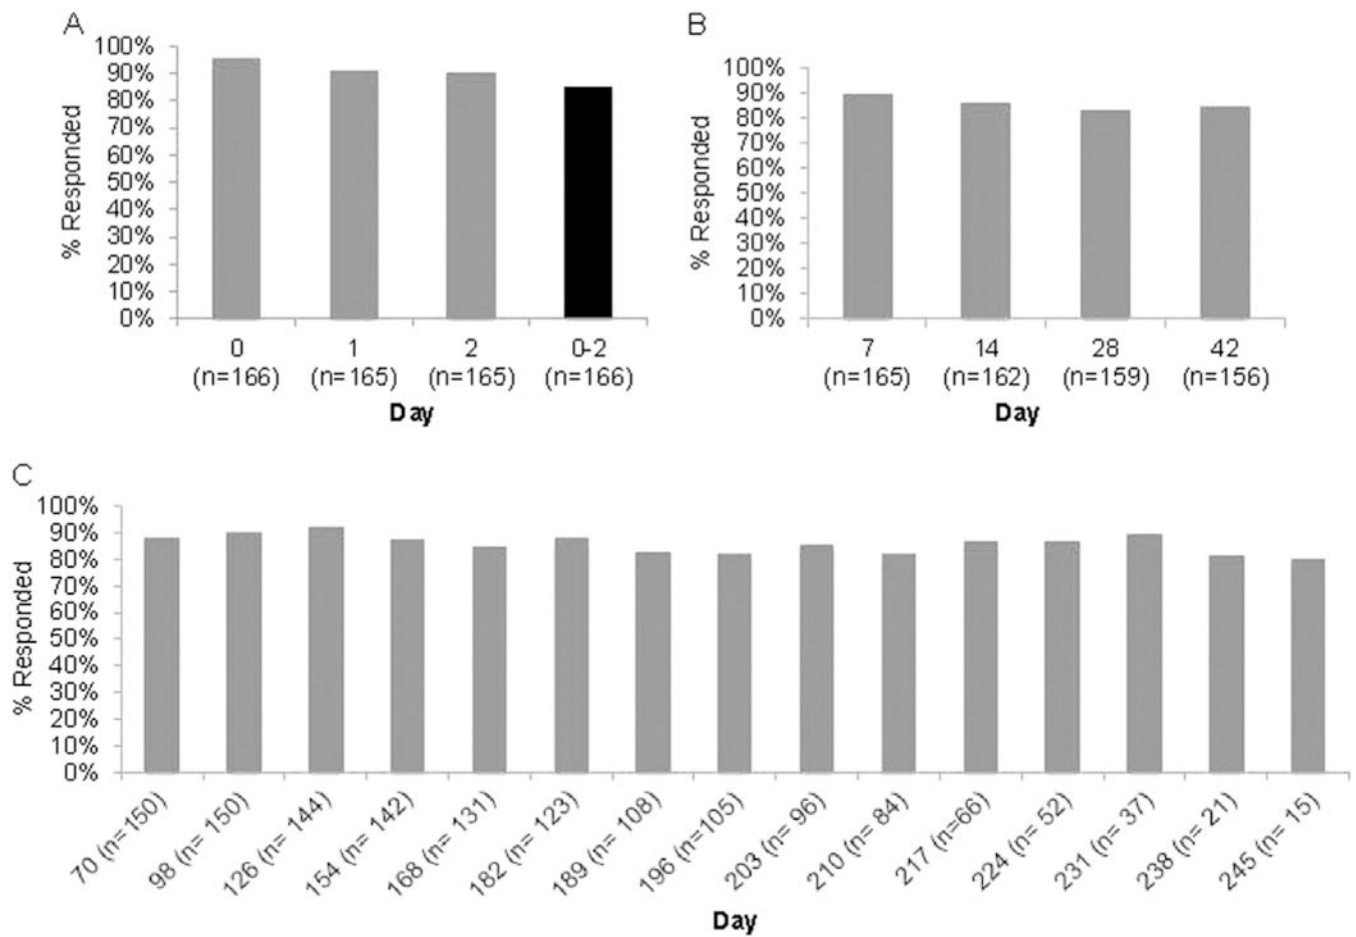 A
100%
90%
80%
70%
60%
50%
40%
30%
20%
10%
0%
% Responded
0 1 2 0-2
(n=166) (n=165) (n=165) (n=166)
Day
B
100%
90%
80%
70%
60%
50%
40%
30%
20%
10%
0%
% Responded
7 14 28 42
(n=165) (n=162) (n=159) (n=156)
Day
C
100%
90%
80%
70%
60%
50%
40%
30%
20%
10%
0%
% Responded
70 (n=150)
98 (n= 150)
126 (n= 144)
154 (n= 142)
168 (n= 131)
182 (n= 123)
189 (n= 108)
196 (n=105)
203 (n= 96)
210 (n= 84)
217 (n=66)
224 (n= 52)
231 (n= 37)
238 (n= 21)
245 (n= 15)
Day